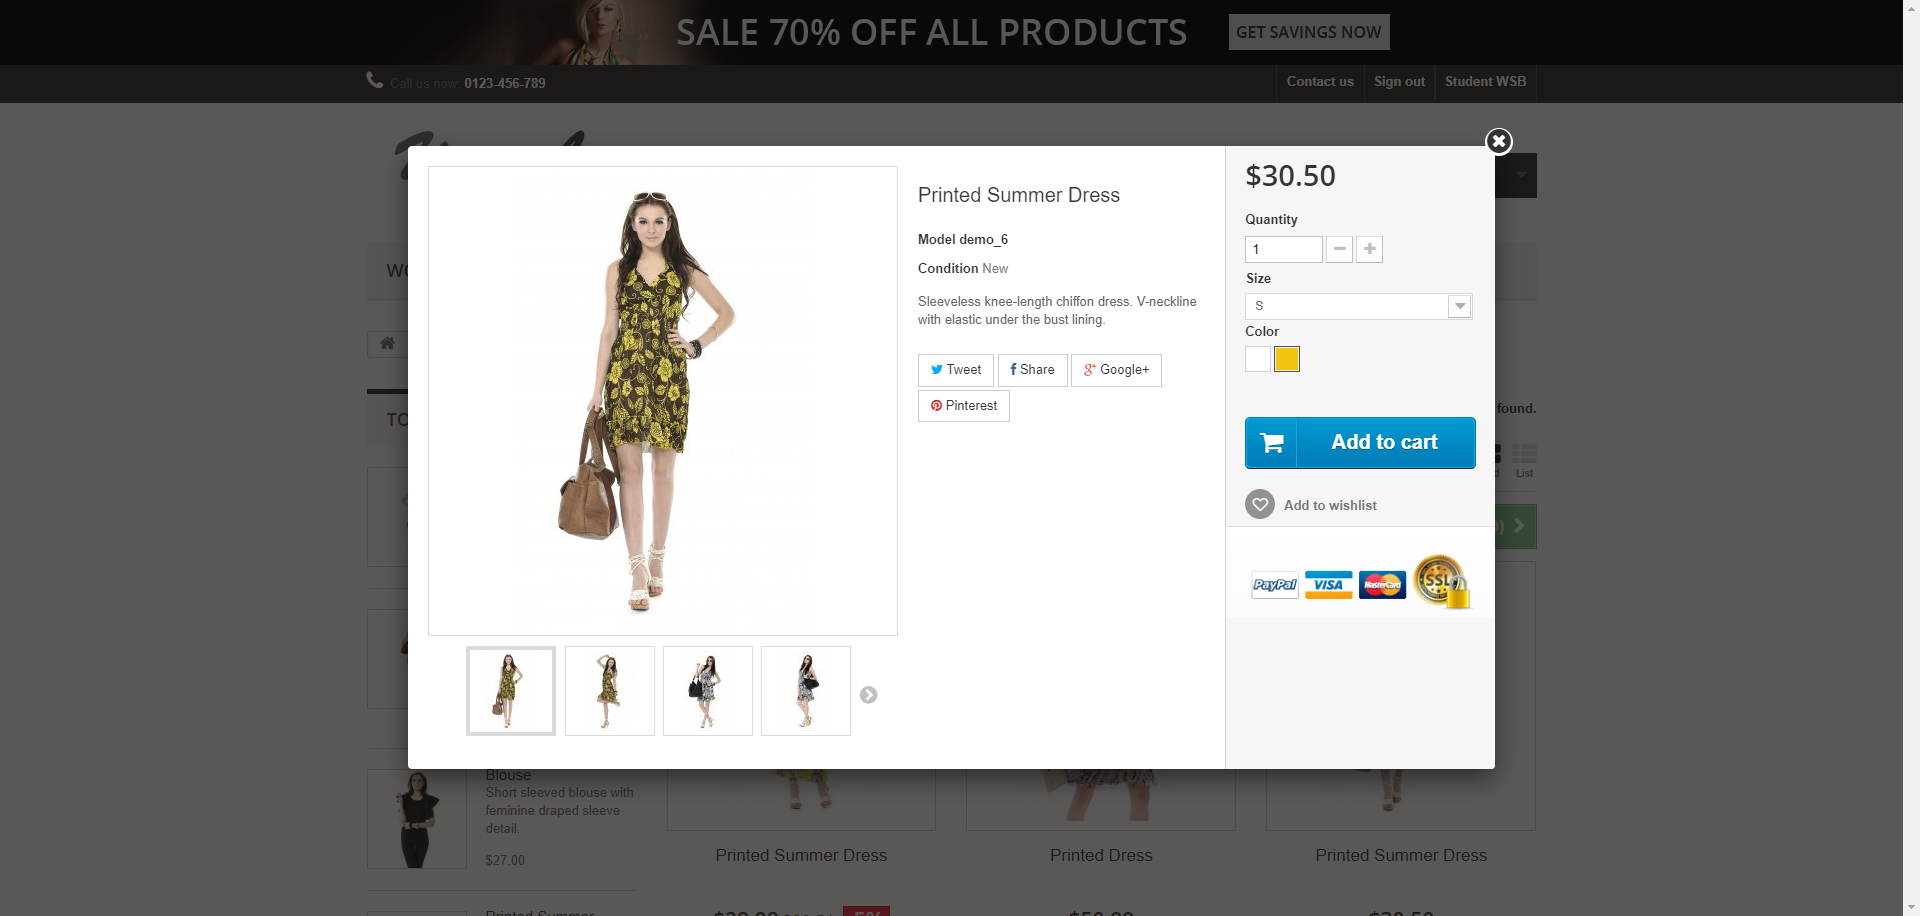 SALE 70% OFF ALL PRODUCTS
GET SAVINGS NOW
Call us now: 0123-456-789
Contact us
Sign out
Student WSB
$30.50
Printed Summer Dress
Quantity
Model demo_6
1
Condition New
Size
Sleeveless knee-length chiffon dress. V-neckline
with elastic under the bust lining.
S
Color
Tweet
Share
Google+
Pinterest
found.
Add to cart
List
Add to wishlist
PayPal
VISA
MasterCard
SSL
Blouse
Short sleeved blouse with
feminine draped sleeve
detail.
$27.00
Printed Summer Dress
Printed Dress
Printed Summer Dress
Printed Summer